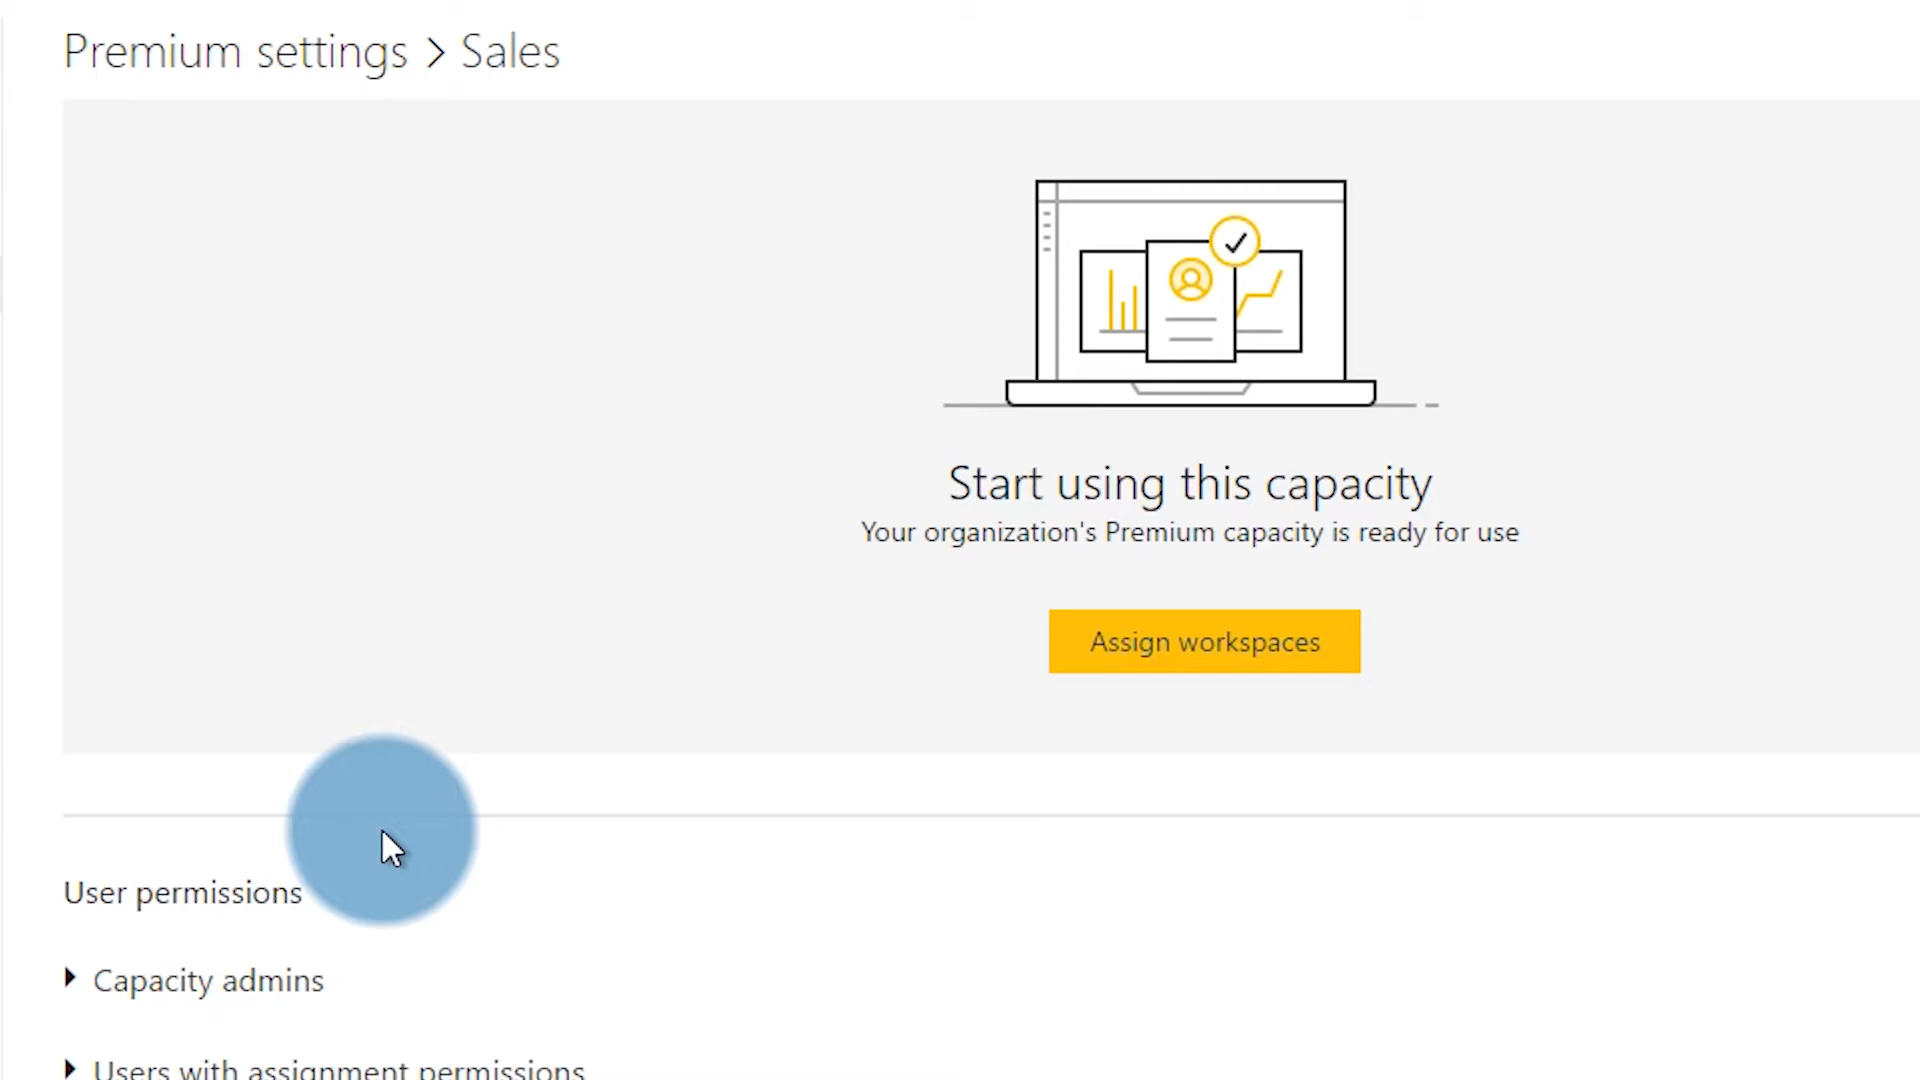 Premium settings > Sales
Start using this capacity
Your organization's Premium capacity is ready for use
Assign workspaces
User permissions
Capacity admins
Users with assignment permissions